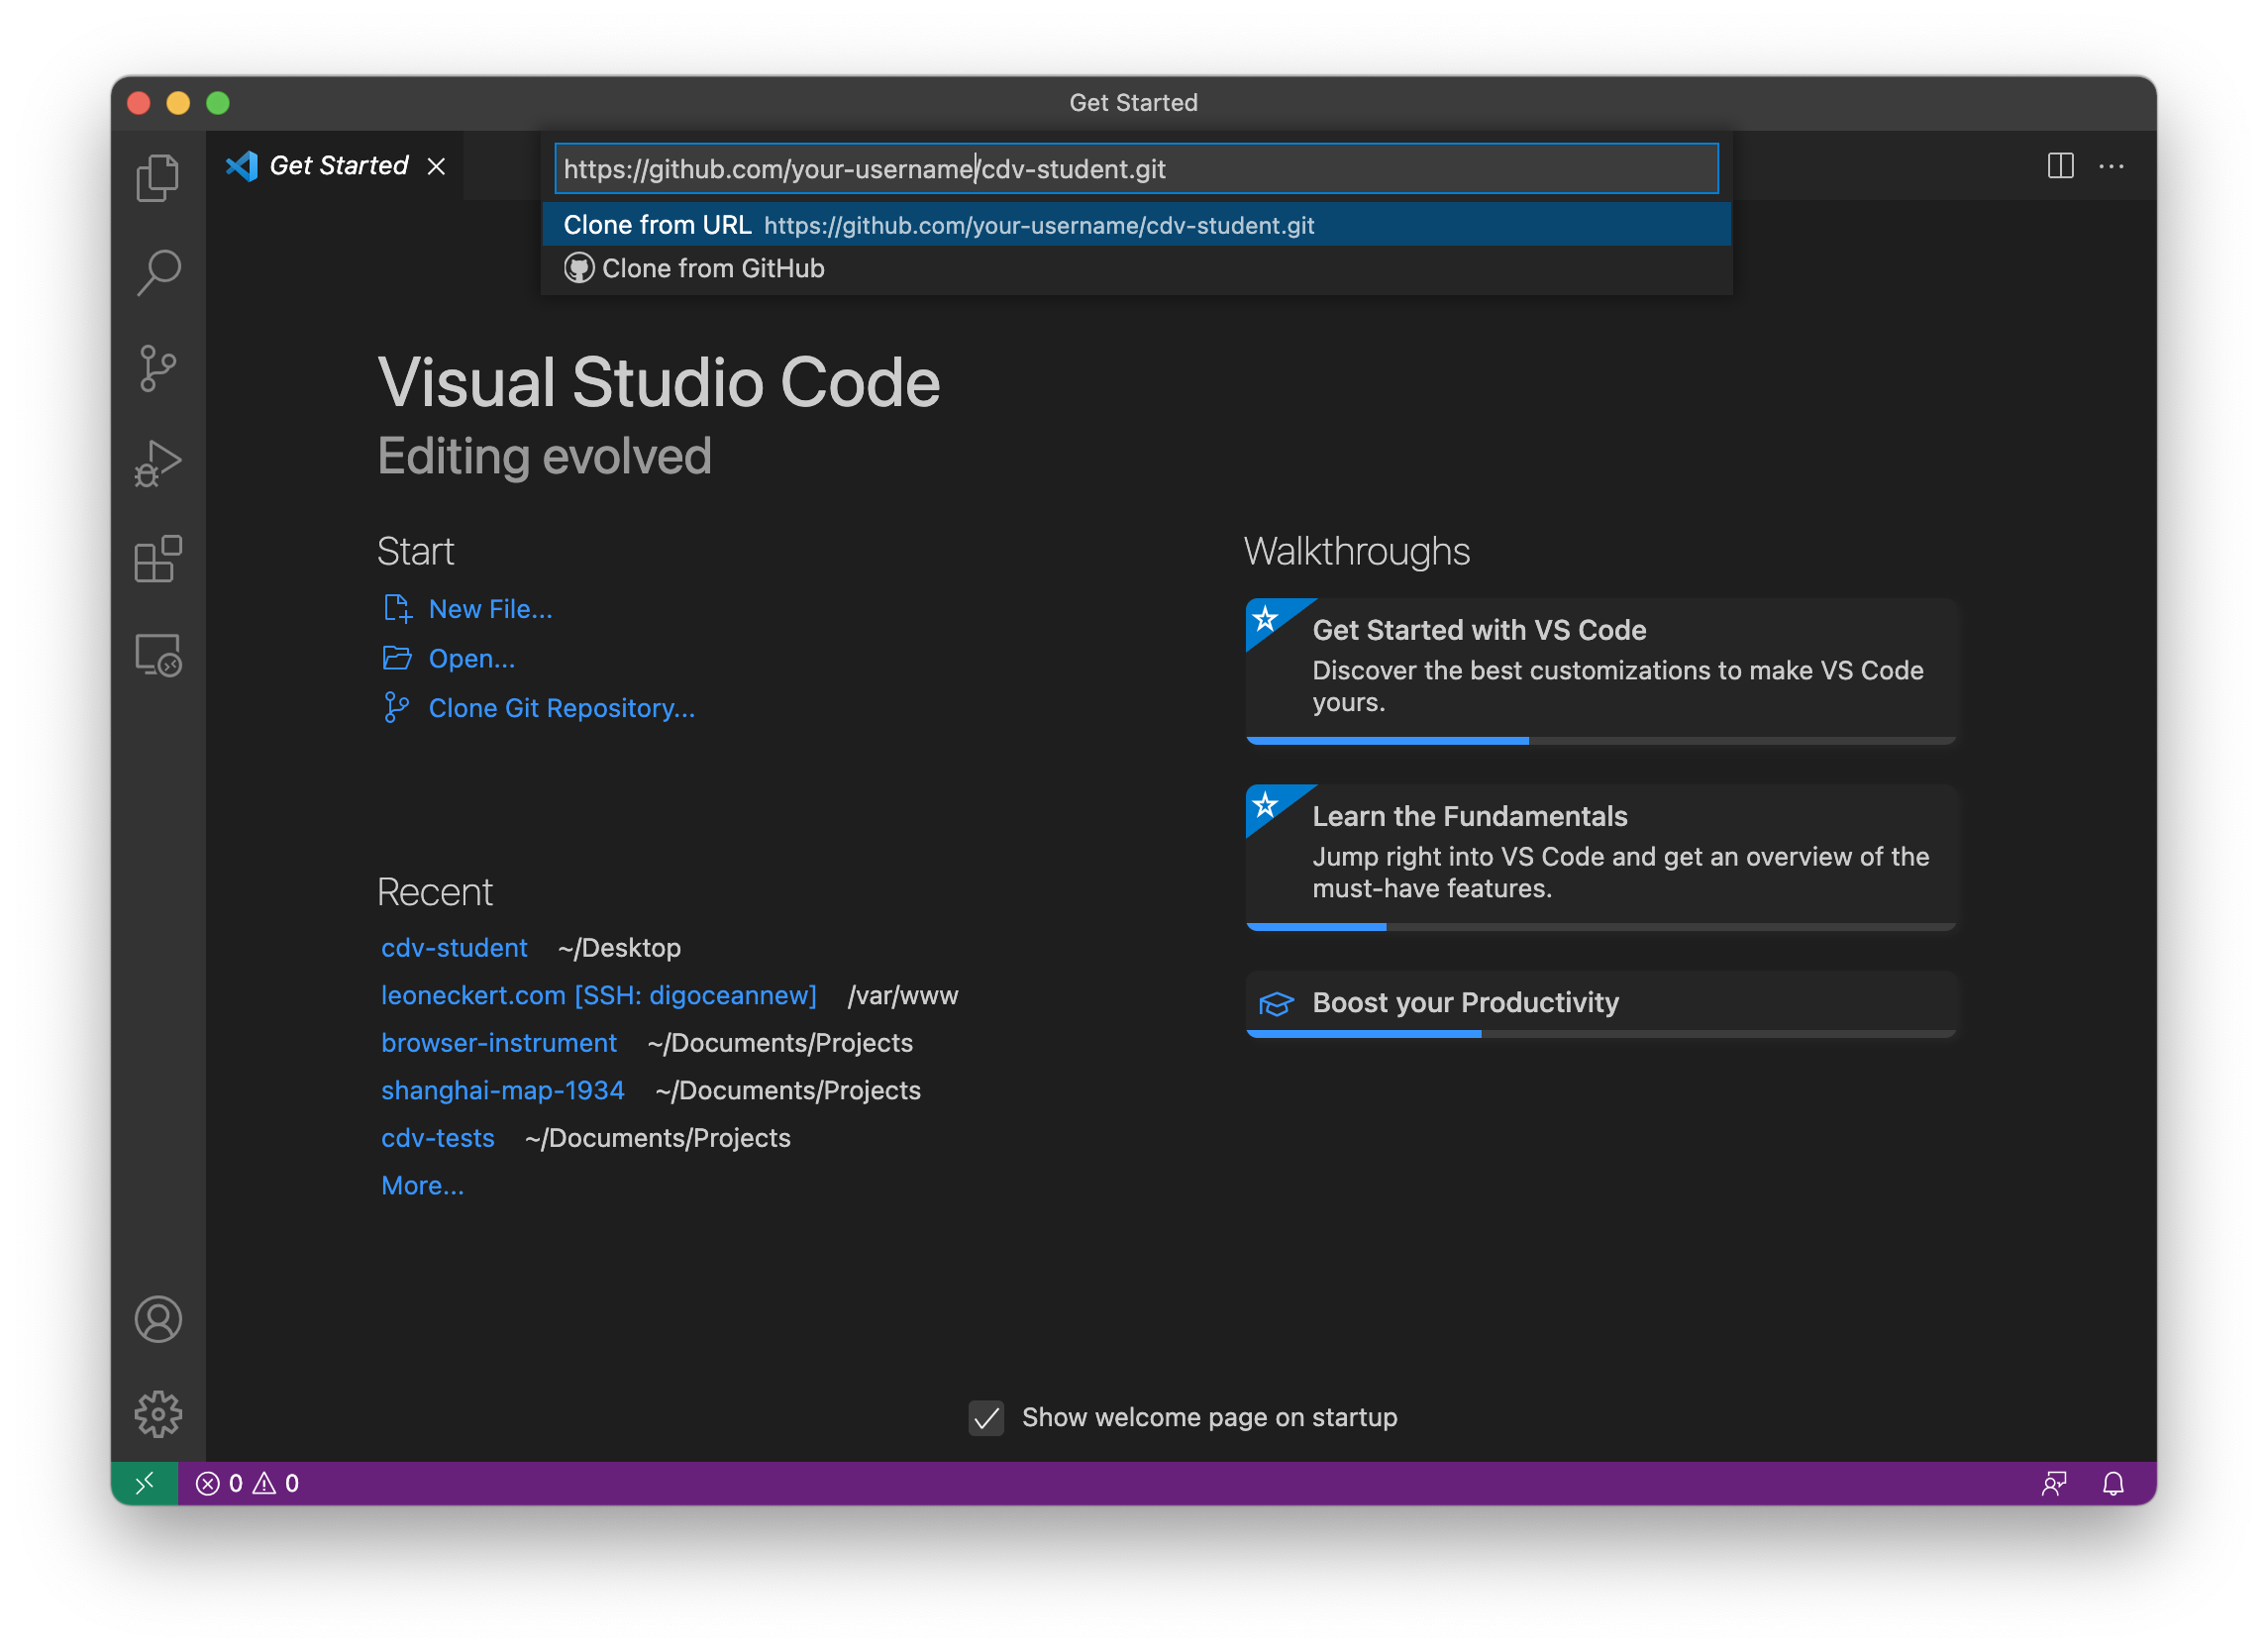 Get Started
Get Started
https://github.com/your-username/cdv-student.git
Clone from URL https://github.com/your-username/cdv-student.git
Clone from GitHub
Visual Studio Code
Editing evolved
Start
New File...
Open...
Clone Git Repository...
Recent
cdv-student ~/Desktop
leoneckert.com [SSH: digoceannew] /var/www
browser-instrument ~/Documents/Projects
shanghai-map-1934 ~/Documents/Projects
cdv-tests ~/Documents/Projects
More...
Walkthroughs
Get Started with VS Code
Discover the best customizations to make VS Code
yours.
Learn the Fundamentals
Jump right into VS Code and get an overview of the
must-have features.
Boost your Productivity
Show welcome page on startup
0 0